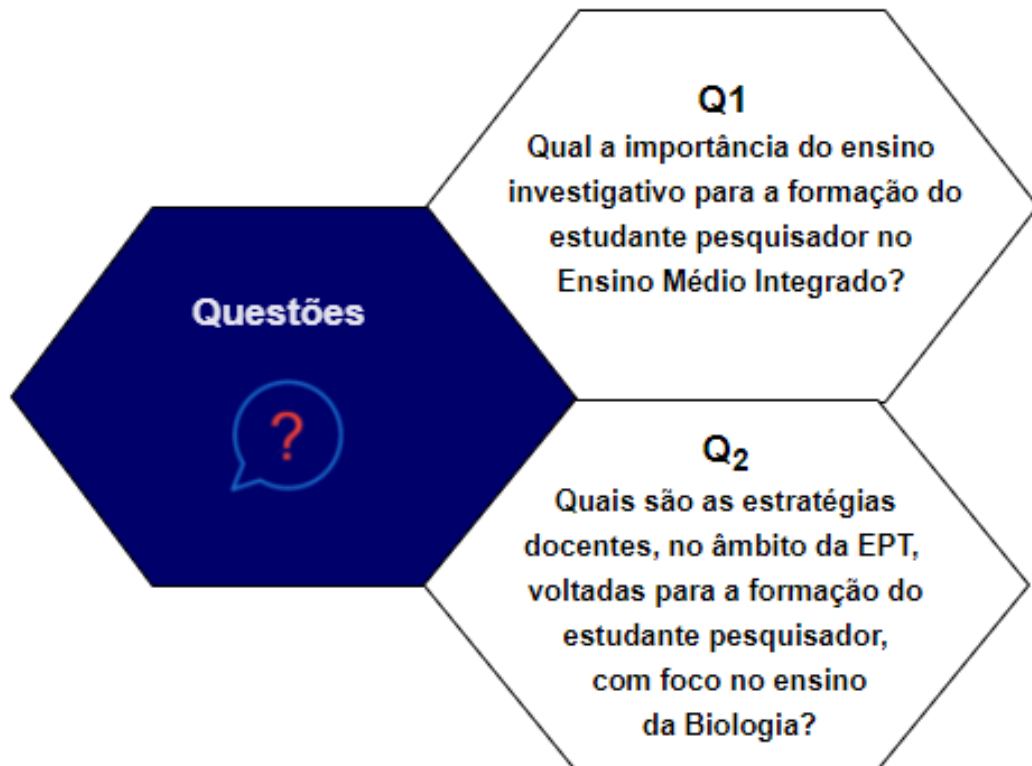 Questões
?
Q1
Qual a importância do ensino
investigativo para a formação do
estudante pesquisador no
Ensino Médio Integrado?
Q₂
Quais são as estratégias
docentes, no âmbito da EPT,
voltadas para a formação do
estudante pesquisador,
com foco no ensino
da Biologia?